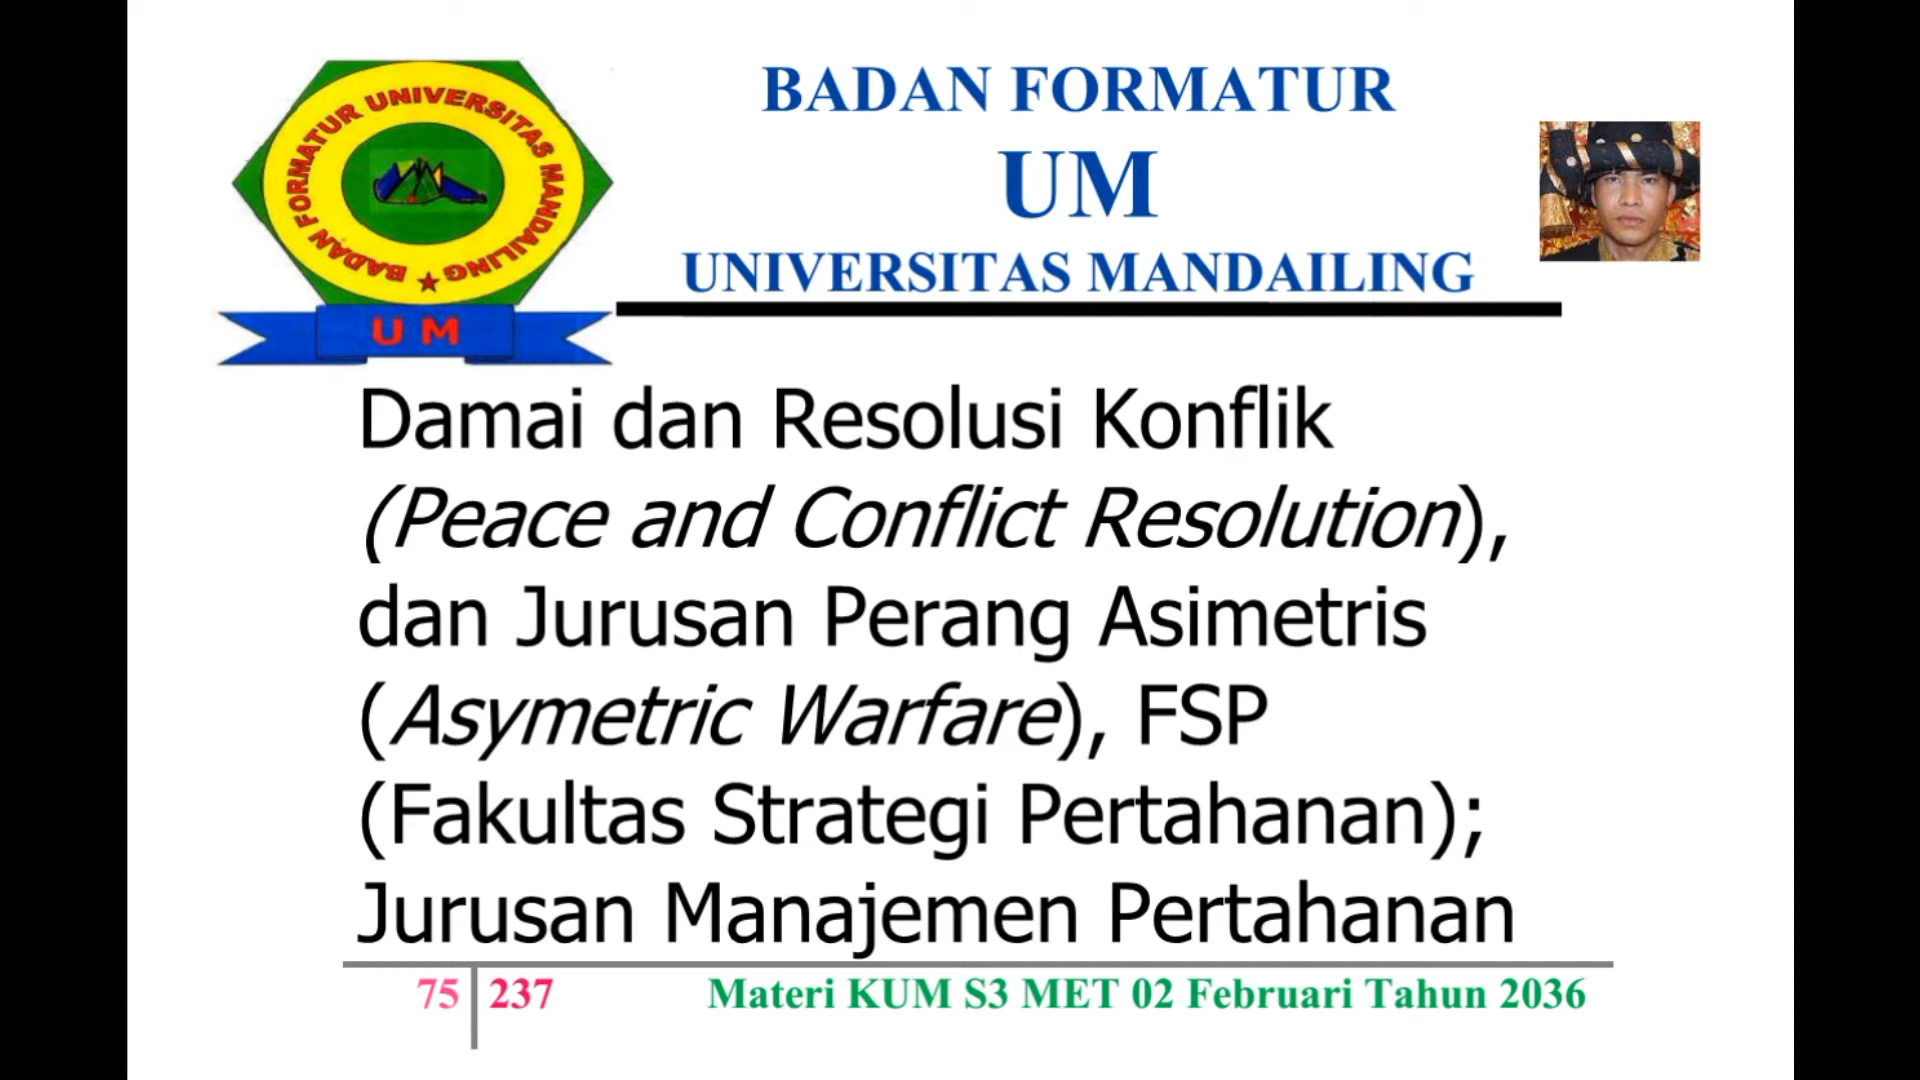 BADAN FORMATUR UNIVERSITAS MANDAILING
U M
BADAN FORMATUR
UM
UNIVERSITAS MANDAILING
Damai dan Resolusi Konflik
(Peace and Conflict Resolution),
dan Jurusan Perang Asimetris
(Asymetric Warfare), FSP
(Fakultas Strategi Pertahanan);
Jurusan Manajemen Pertahanan
75 237 Materi KUM S3 MET 02 Februari Tahun 2036